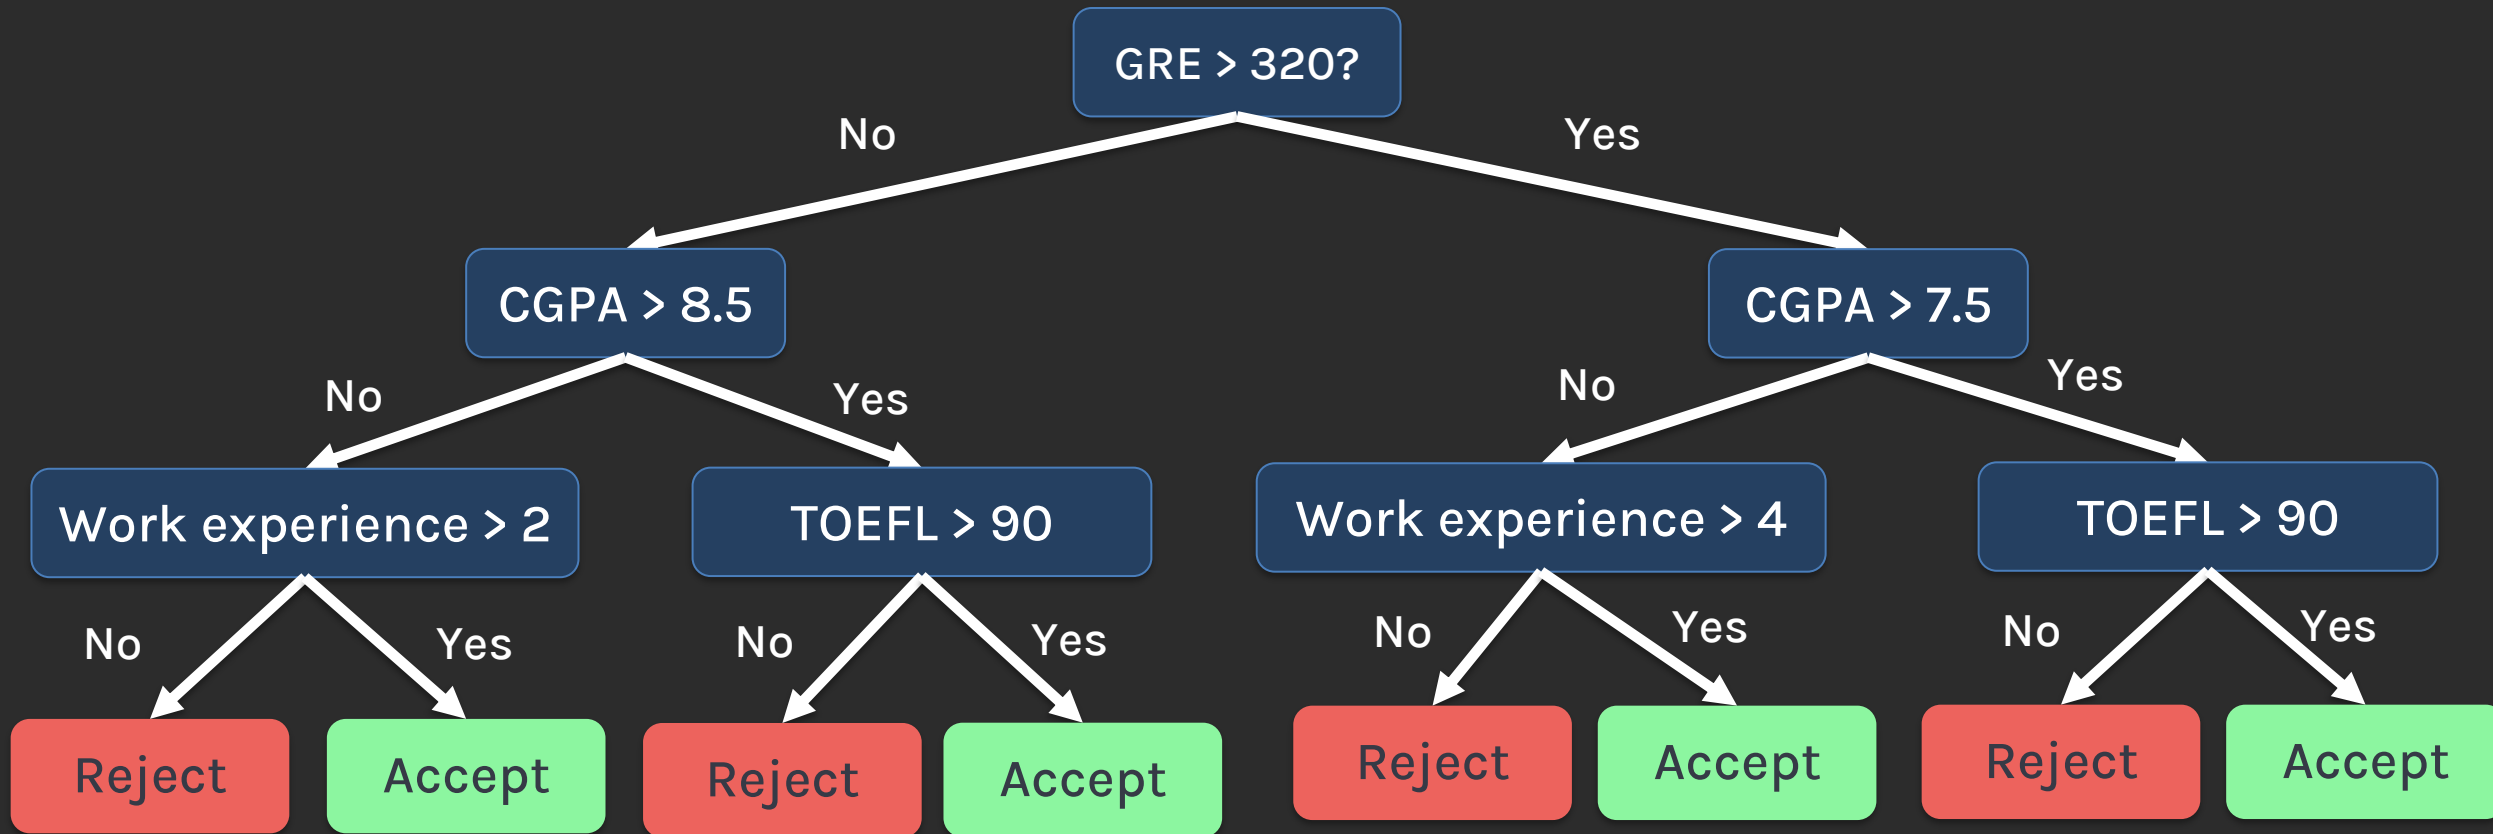 GRE > 320?
No
Yes
CGPA > 8.5
CGPA > 7.5
No
Yes
No
Yes
Work experience > 2
TOEFL > 90
Work experience > 4
TOEFL > 90
No
Yes
No
Yes
No
Yes
No
Yes
Reject
Accept
Reject
Accept
Reject
Accept
Reject
Accept